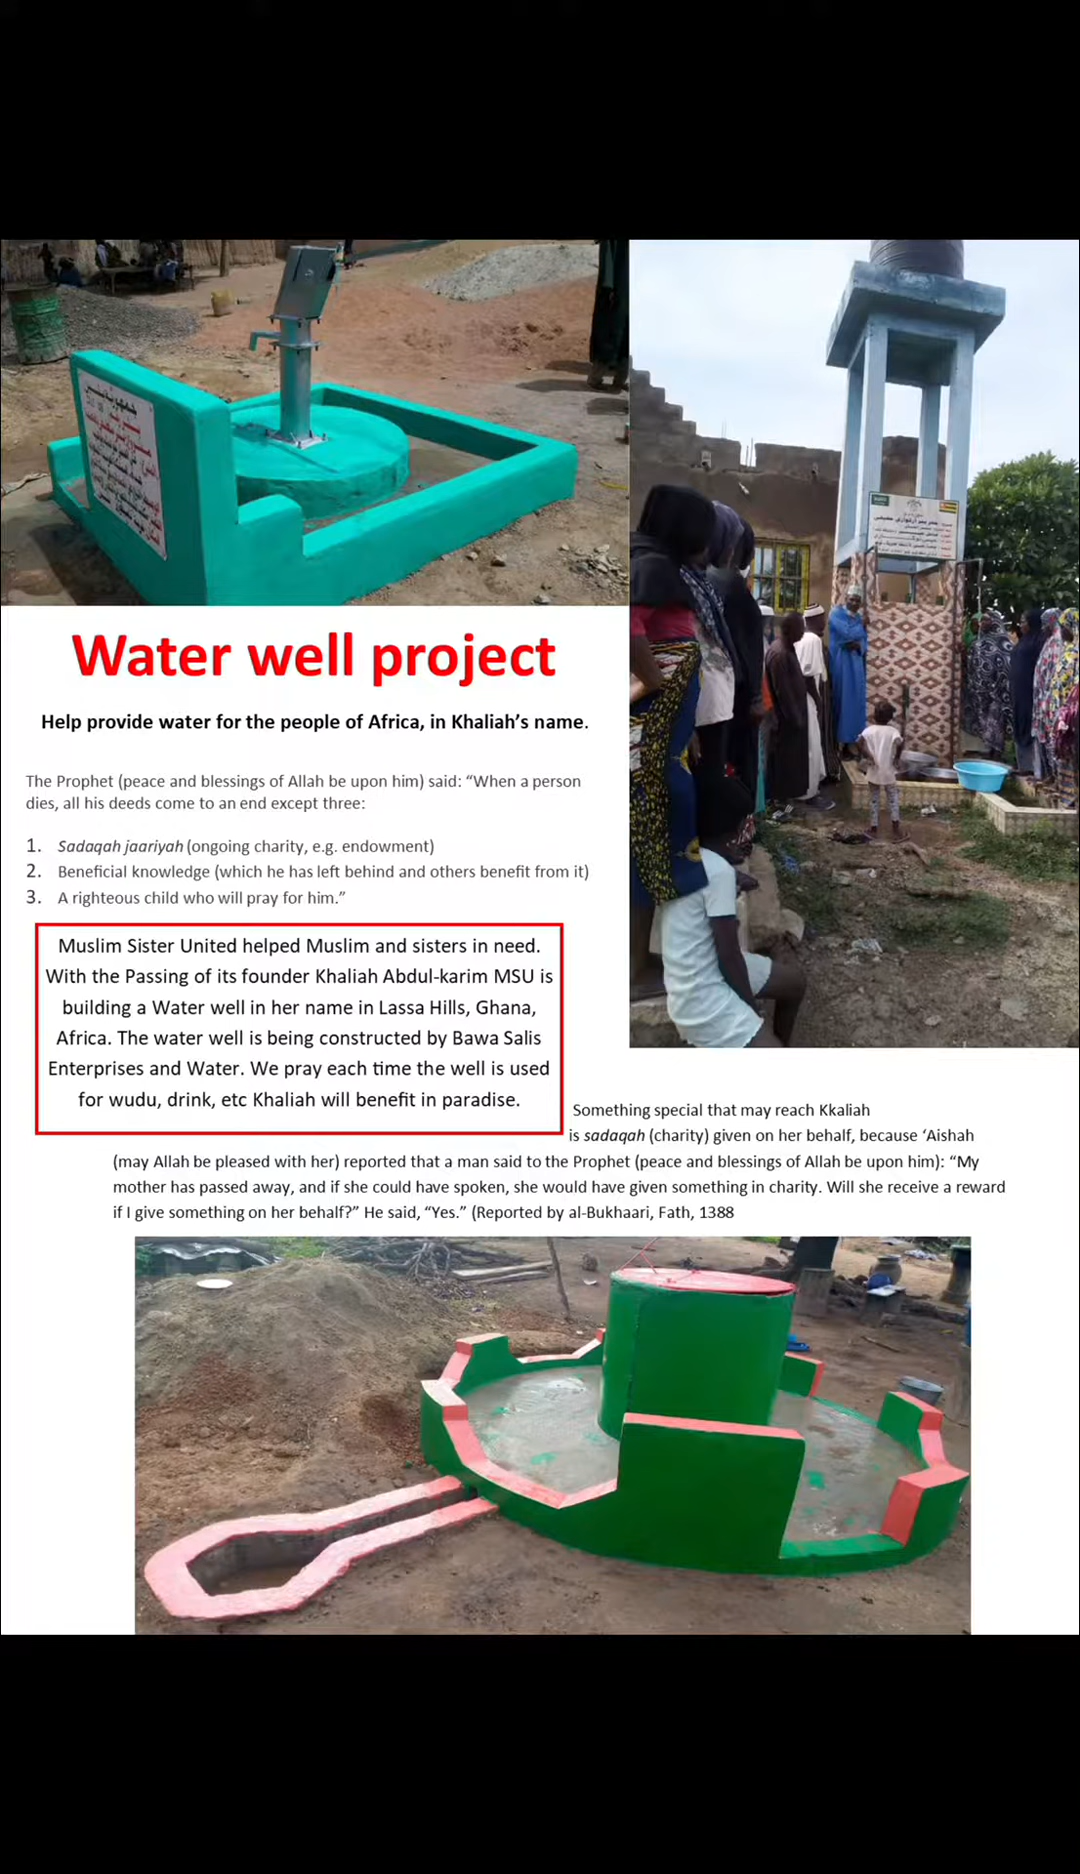 Water well project
Help provide water for the people of Africa, in Khaliah's name.
The Prophet (peace and blessings of Allah be upon him) said: “When a person
dies, all his deeds come to an end except three:
1. Sadaqah jaariyah (ongoing charity, e.g. endowment)
2. Beneficial knowledge (which he has left behind and others benefit from it)
3. A righteous child who will pray for him.”
Muslim Sister United helped Muslim and sisters in need.
With the Passing of its founder Khaliah Abdul-karim MSU is
building a Water well in her name in Lassa Hills, Ghana,
Africa. The water well is being constructed by Bawa Salis
Enterprises and Water. We pray each time the well is used
for wudu, drink, etc Khaliah will benefit in paradise.
Something special that may reach Kkaliah
is sadaqah (charity) given on her behalf, because ‘Aishah
(may Allah be pleased with her) reported that a man said to the Prophet (peace and blessings of Allah be upon him): “My
mother has passed away, and if she could have spoken, she would have given something in charity. Will she receive a reward
if I give something on her behalf?” He said, “Yes.” (Reported by al-Bukhaari, Fath, 1388